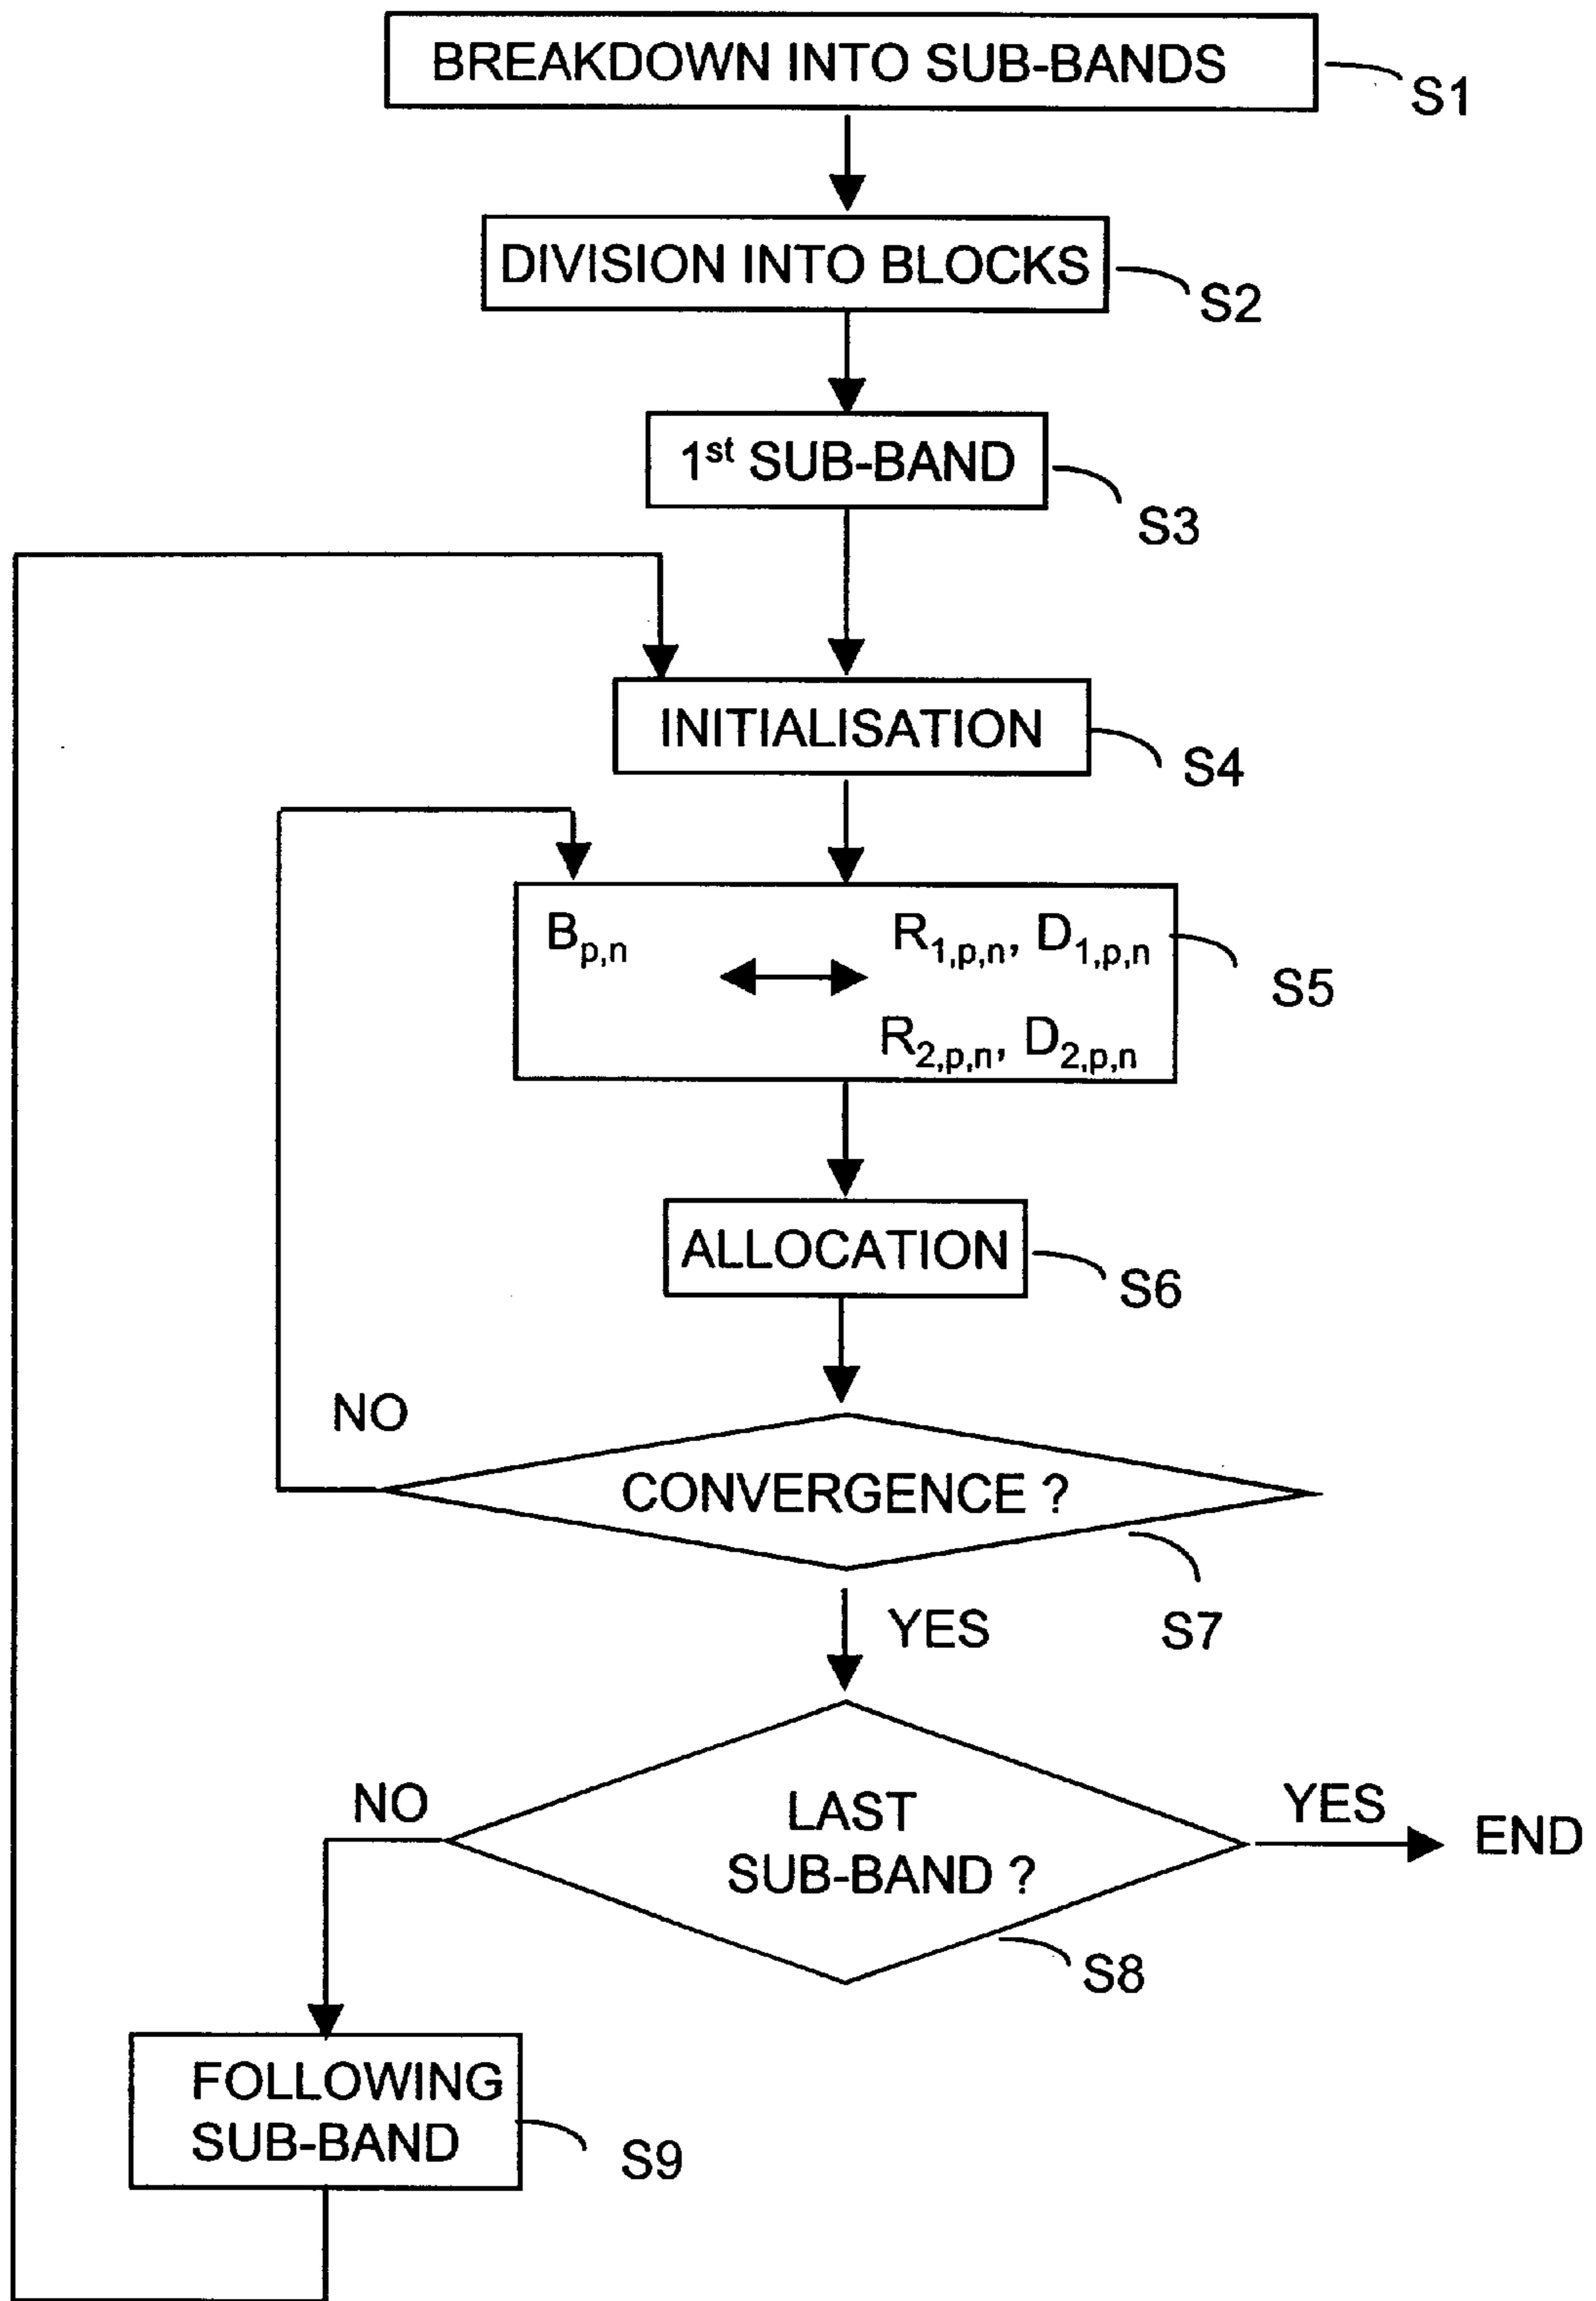 BREAKDOWN INTO SUB-BANDS
S1
DIVISION INTO BLOCKS
S2
1st SUB-BAND
S3
INITIALISATION
S4
Bp,n
R1,p,n, D1,p,n
S5
R2,p,n, D2,p,n
ALLOCATION
S6
NO
CONVERGENCE ?
YES
S7
NO
LAST
SUB-BAND ?
YES
END
S8
FOLLOWING
SUB-BAND
S9